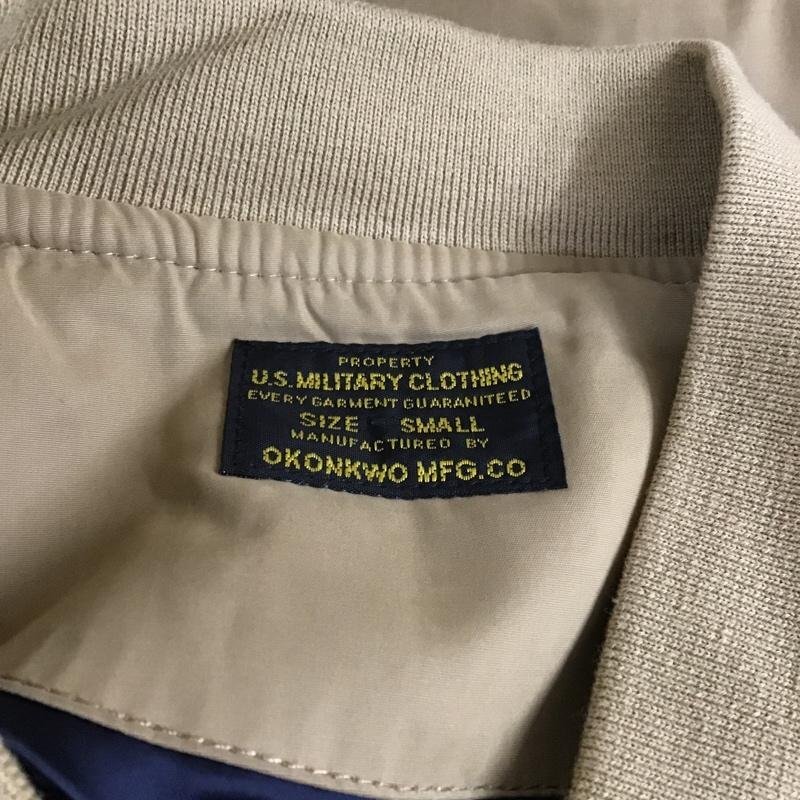 PROPERTY
U.S.MILITARY CLOTHING
EVERY GARMENT GUARANITEED
SIZE SMALL
MANUFACTURED BY
OKONKWO MFG.CO